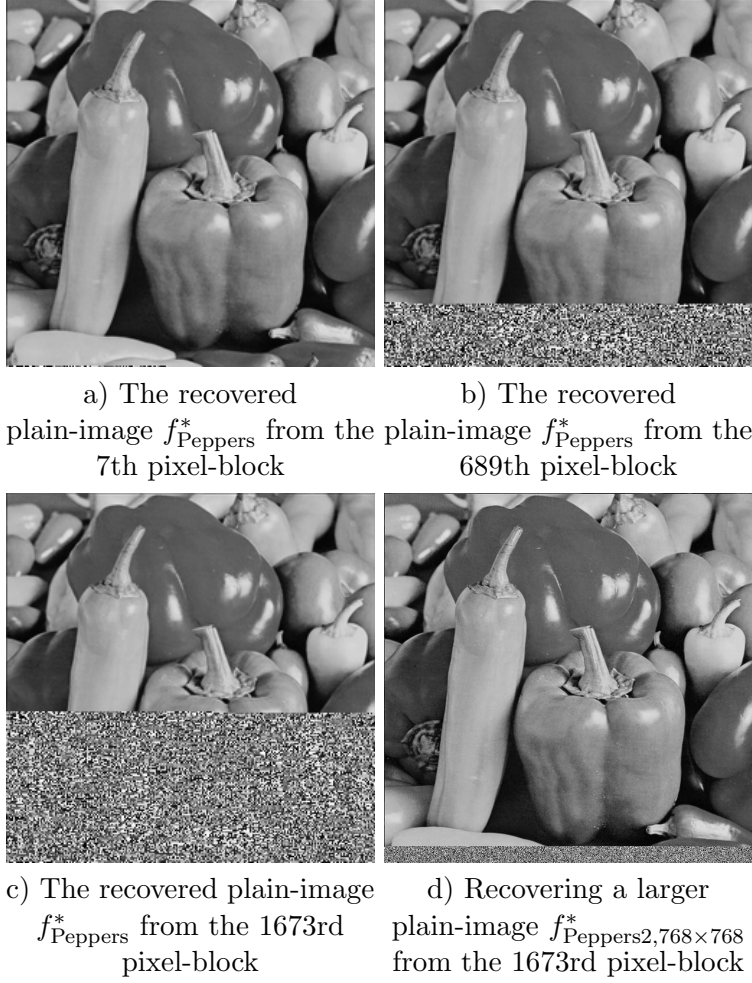 a) The recovered
plain-image f*Peppers from the
7th pixel-block
b) The recovered
plain-image f*Peppers from the
689th pixel-block
c) The recovered plain-image
f*Peppers from the 1673rd
pixel-block
d) Recovering a larger
plain-image f*Peppers2,768×768
from the 1673rd pixel-block